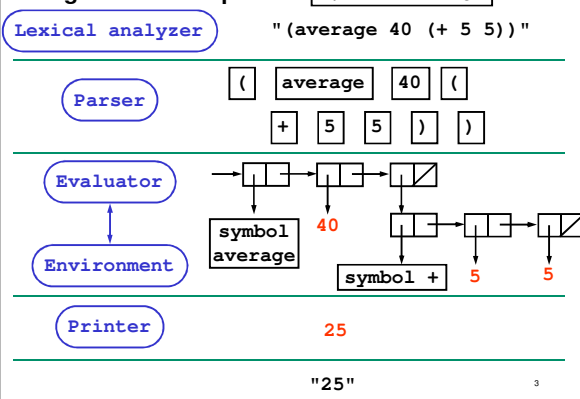 Lexical analyzer "(average 40 (+ 5 5))"
( average 40 (
Parser
+ 5 5 ) )
Evaluator
symbol 40
average
Environment symbol + 5 5
Printer 25
"25" 3